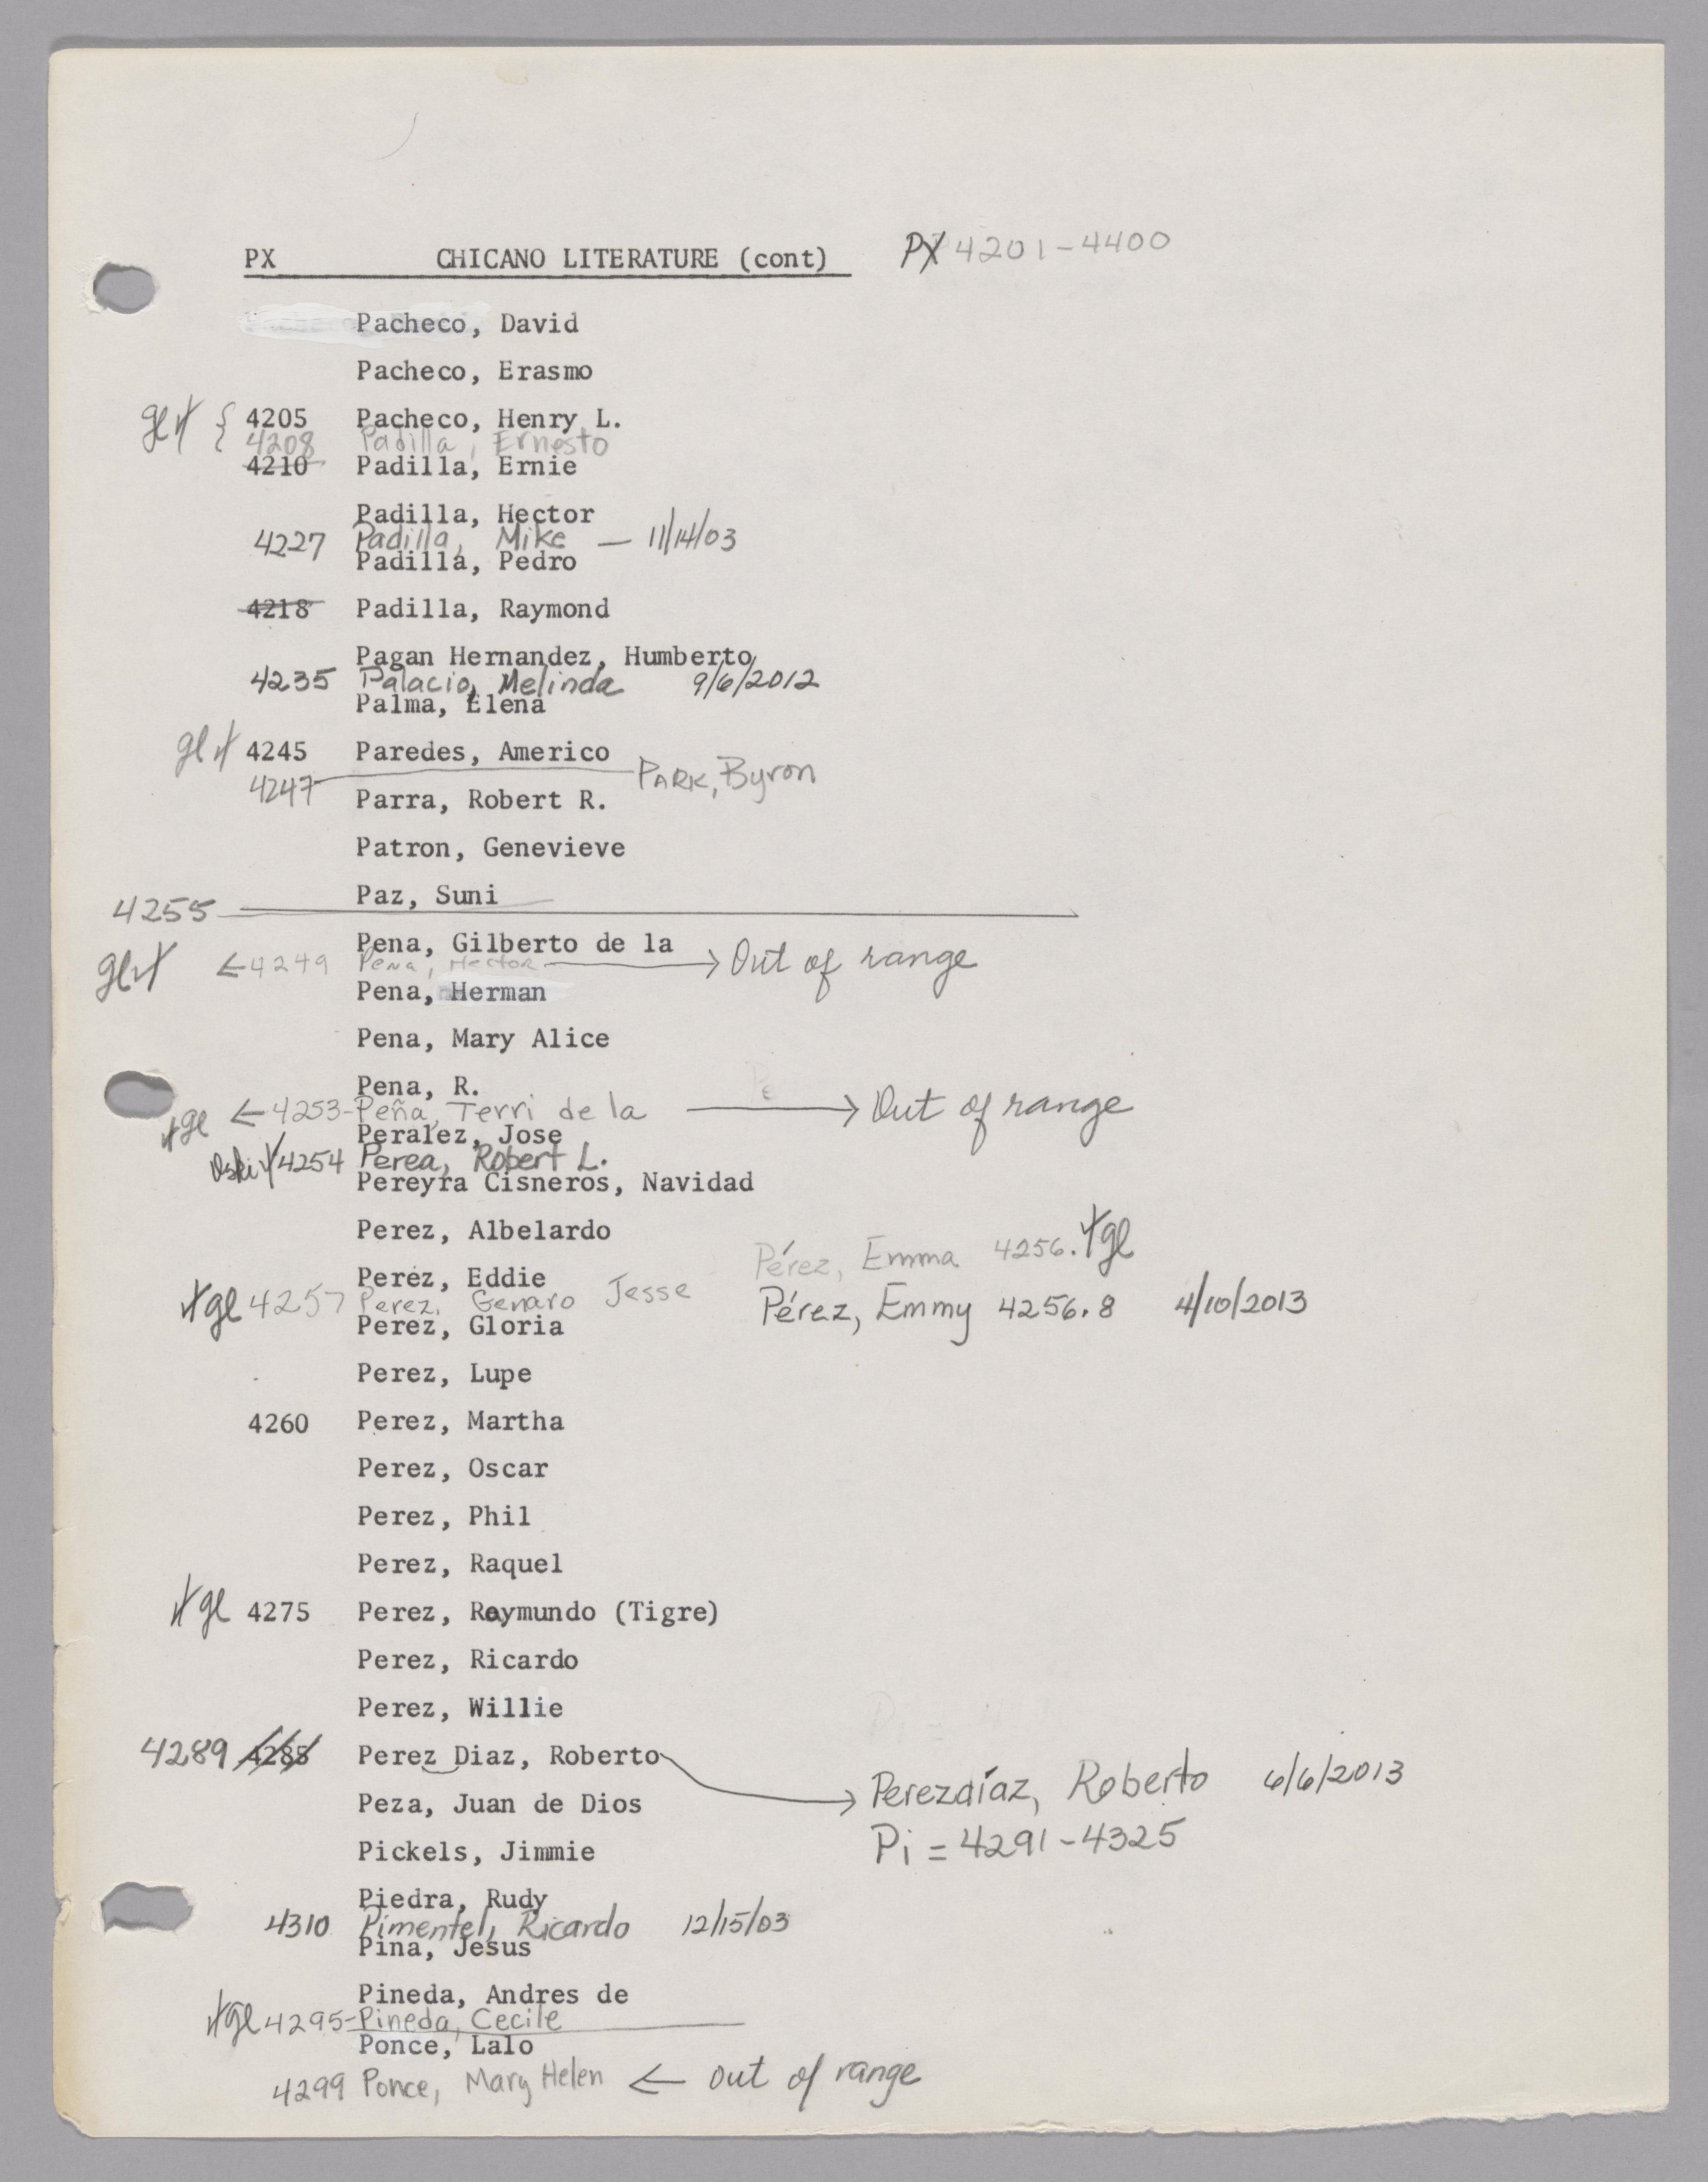 PX CHICANO LITERATURE (cont) PX 4201-4400
Pacheco, David
Pacheco, Erasmo
4205 Pacheco, Henry L.
4208 Padilla, Ernesto
4210 Padilla, Ernie
Padilla, Hector
4227 Padilla, Mike — 11/14/03
Padilla, Pedro
4218 Padilla, Raymond
Pagan Hernandez, Humberto
4235 Palacio, Melinda 9/6/2012
Palma, Elena
gl 4245 Paredes, Americo
4247 PARK, Byron
Parra, Robert R.
Patron, Genevieve
Paz, Suni
4255
Pena, Gilberto de la
←4249 Pena, Hector → Out of range
Pena, Herman
Pena, Mary Alice
Pena, R.
gl ←4253-Peña, Terri de la → Out of range
Peralez, Jose
4254 Perea, Robert L.
Pereyra Cisneros, Navidad
Perez, Albelardo
Pérez, Emma 4256. gl
Perez, Eddie
gl 4257 Perez, Genaro Jesse
Pérez, Emmy 4256.8 4/10/2013
Perez, Gloria
Perez, Lupe
4260 Perez, Martha
Perez, Oscar
Perez, Phil
Perez, Raquel
gl 4275 Perez, Raymundo (Tigre)
Perez, Ricardo
Perez, Willie
4289 4285 Perez Diaz, Roberto → Perezdíaz, Roberto 6/6/2013
Peza, Juan de Dios
Pi = 4291-4325
Pickels, Jimmie
Piedra, Rudy
4310 Pimentel, Ricardo 12/15/03
Pina, Jesus
Pineda, Andres de
gl 4295-Pineda, Cecile
Ponce, Lalo
4299 Ponce, Mary Helen ← out of range